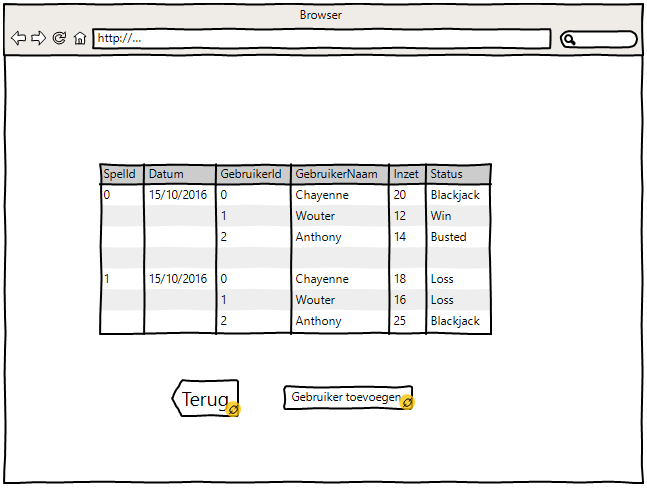 Browser
http://...
SpelId Datum GebruikerId GebruikerNaam Inzet Status
0 15/10/2016 0 Chayenne 20 Blackjack
1 Wouter 12 Win
2 Anthony 14 Busted
1 15/10/2016 0 Chayenne 18 Loss
1 Wouter 16 Loss
2 Anthony 25 Blackjack
Terug
Gebruiker toevoegen